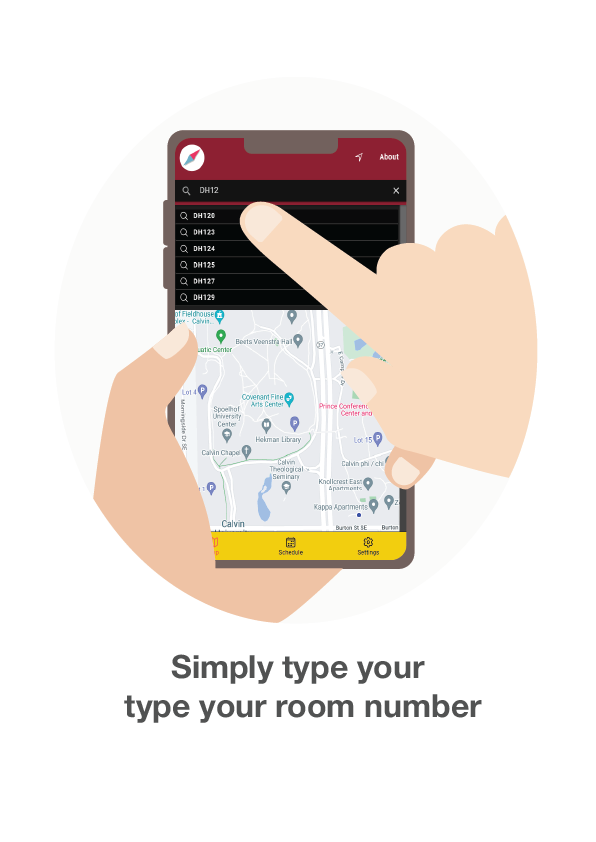 About
DH12
DH120
DH123
DH124
DH125
DH127
DH129
of Fieldhouse
plex - Calvin..
uatic Center
Beets Veenstra Hall
Lot 4
Covenant Fine
Arts Center
Prince Conferenc
Center and
Spoelhof
University
Center
Morningside Dr SE
Hekman Library
Lot 15
Calvin Chapel
Calvin
Theological
Seminary
Calvin phi / chi
Knollcrest East
Apartments
Kappa Apartments
Calvin
Burton St SE
Burton
Schedule
Settings
Simply type your
type your room number